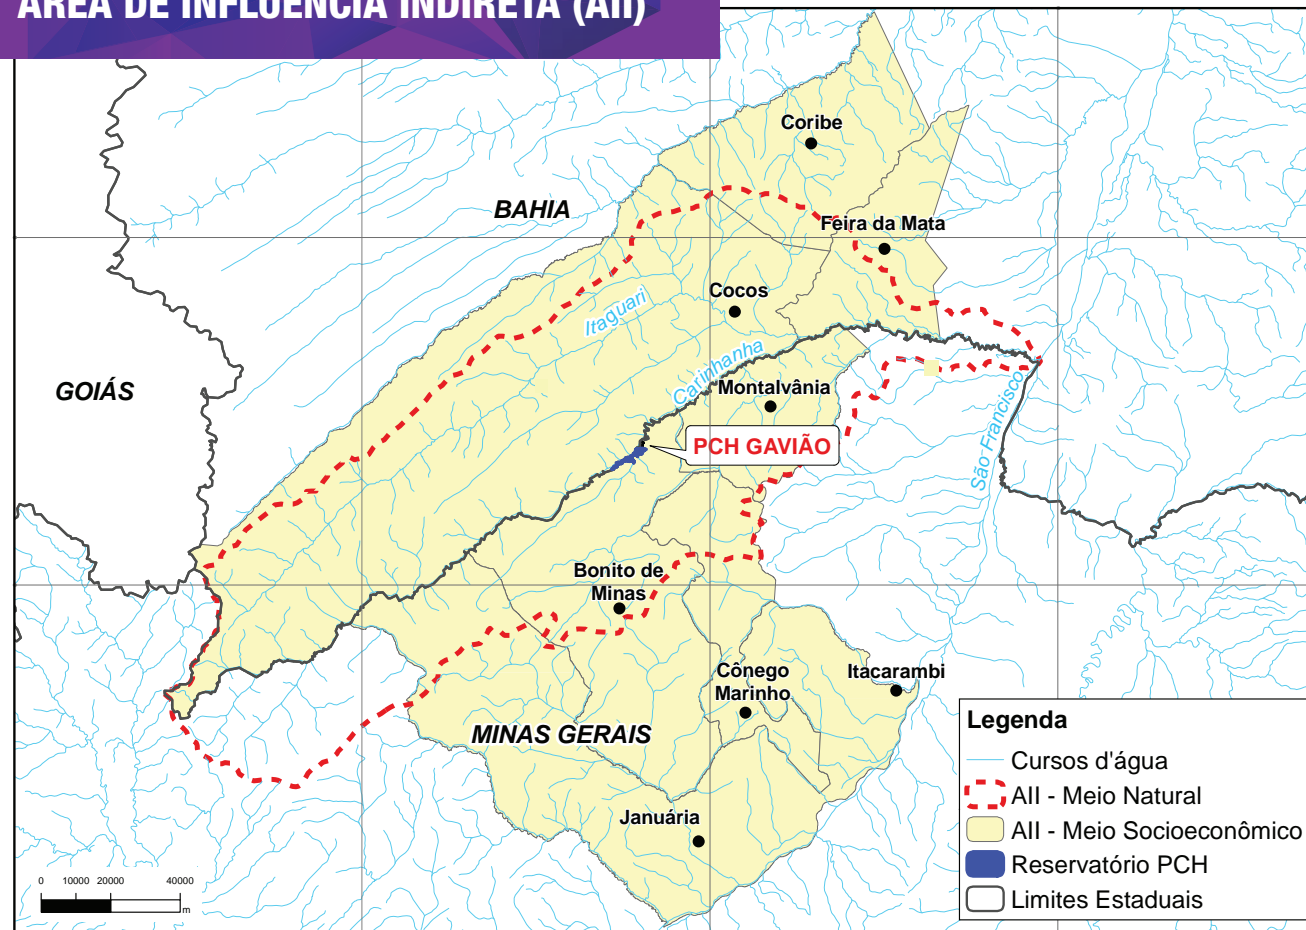 ÁREA DE INFLUÊNCIA INDIRETA (AII)
Coribe
BAHIA
Feira da Mata
Cocos
Itaguari
Carinhanha
GOIÁS
Montalvânia
PCH GAVIÃO
São Francisco
Bonito de
Minas
Cônego
Marinho
Itacarambi
MINAS GERAIS
Januária
Legenda
Cursos d'água
AII - Meio Natural
AII - Meio Socioeconômico
Reservatório PCH
Limites Estaduais
0 10000 20000 40000
m